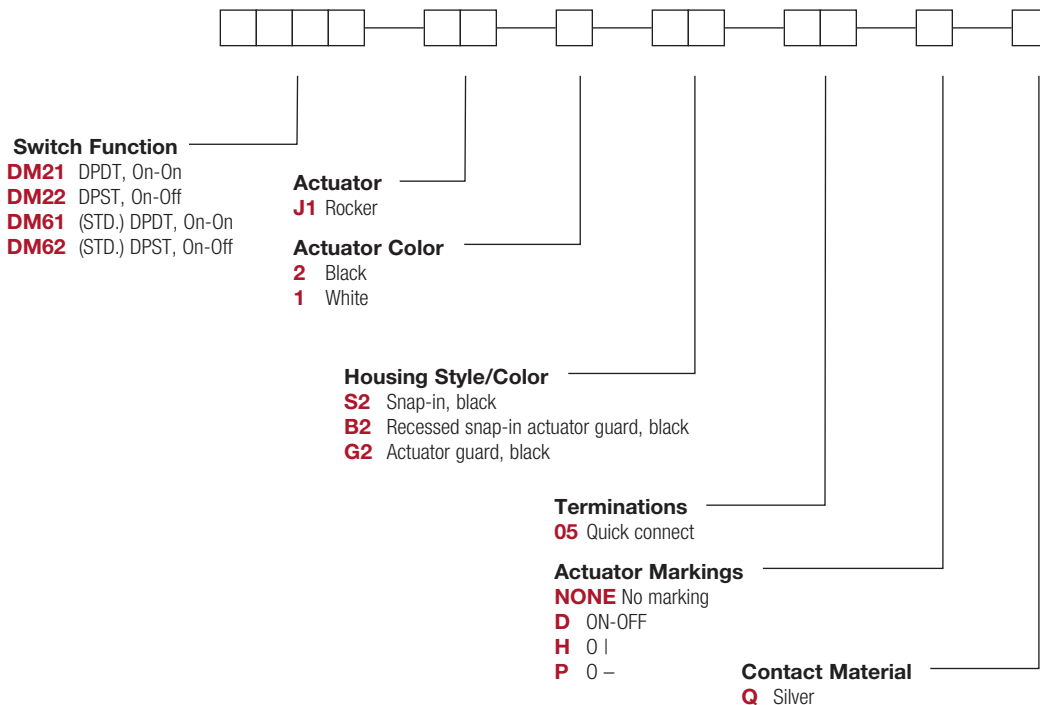 Switch Function
DM21 DPDT, On-On
DM22 DPST, On-Off
DM61 (STD.) DPDT, On-On
DM62 (STD.) DPST, On-Off
Actuator
J1 Rocker
Actuator Color
2 Black
1 White
Housing Style/Color
S2 Snap-in, black
B2 Recessed snap-in actuator guard, black
G2 Actuator guard, black
Terminations
05 Quick connect
Actuator Markings
NONE No marking
D ON-OFF
H O |
P O –
Contact Material
Q Silver